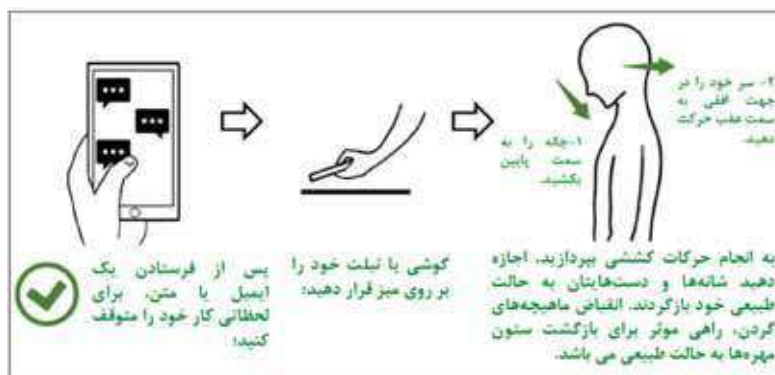 ۲- سر خود را در
جهت افقی به
سمت عقب حرکت
دهید.
۱-چکه را به
سمت پایین
بکشید.
پس از فرستادن یک
ایمیل یا متن، برای
لحظاتی کار خود را متوقف
کنید؛
گوشی یا تبلت خود را
بر روی میز قرار دهید؛
به انجام حرکات کششی بپردازید، اجازه
دهید شانه‌ها و دست‌هایتان به حالت
طبیعی خود بازگردند. انقباض ماهیچه‌های
گردن، راهی موثر برای بازگشت ستون
مهره‌ها به حالت طبیعی می باشد.